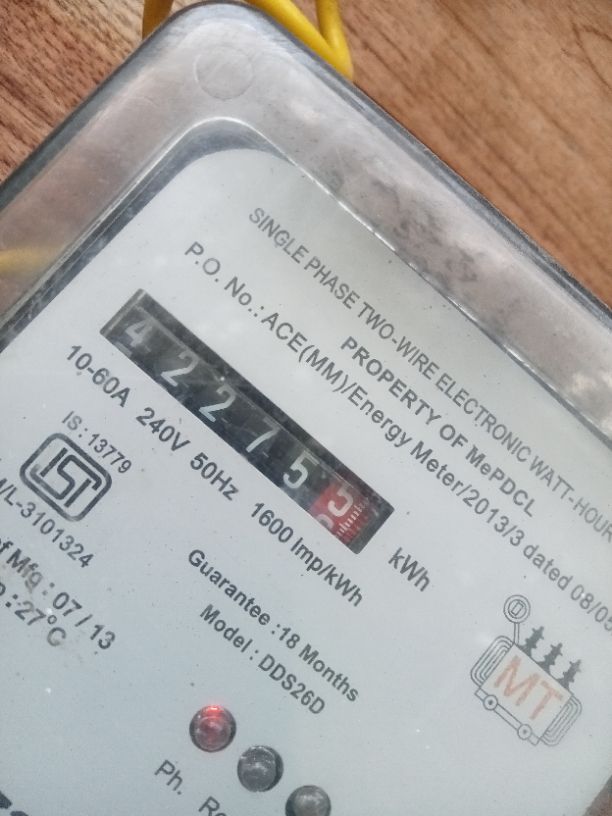 SINGLE PHASE TWO-WIRE ELECTRONIC WATT-HOUR
PROPERTY OF MePDCL
P.O. No.: ACE(MM)/Energy Meter/2013/3 dated 08/05
422755
kWh
10-60A 240V 50Hz 1600 Imp/kWh
IS : 13779
ISI
M/L-3101324
of Mfg : 07 / 13
: 27°C
Guarantee : 18 Months
Model : DDS26D
MT
Ph.